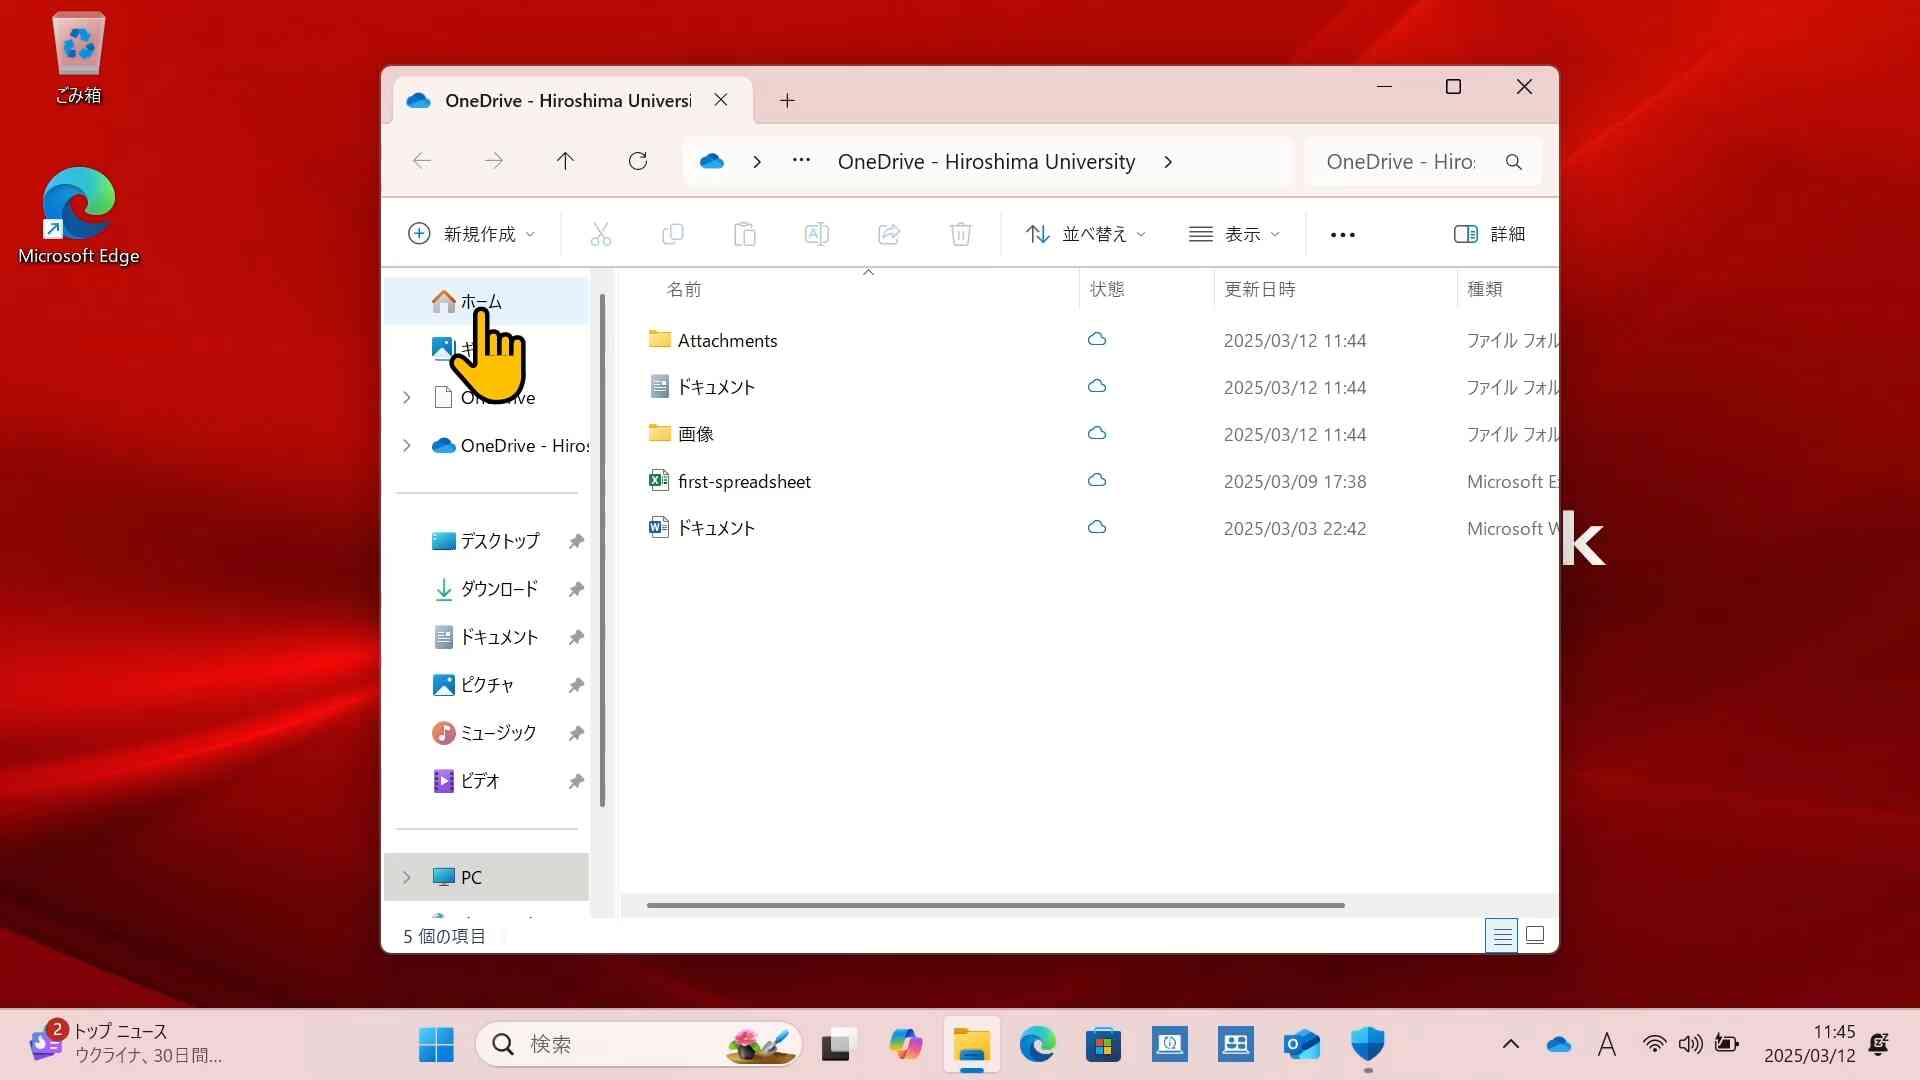 ごみ箱
Microsoft Edge
OneDrive - Hiroshima Universi
OneDrive - Hiroshima University
OneDrive - Hiro
新規作成
並べ替え
表示
詳細
ホーム
ギ
OneDrive
OneDrive - Hiros
デスクトップ
ダウンロード
ドキュメント
ピクチャ
ミュージック
ビデオ
PC
名前 状態 更新日時 種類
Attachments 2025/03/12 11:44 ファイル フォル
ドキュメント 2025/03/12 11:44 ファイル フォル
画像 2025/03/12 11:44 ファイル フォル
first-spreadsheet 2025/03/09 17:38 Microsoft E
ドキュメント 2025/03/03 22:42 Microsoft W
5 個の項目
k
2
トップ ニュース
ウクライナ、30日間...
検索
A
11:45
2025/03/12